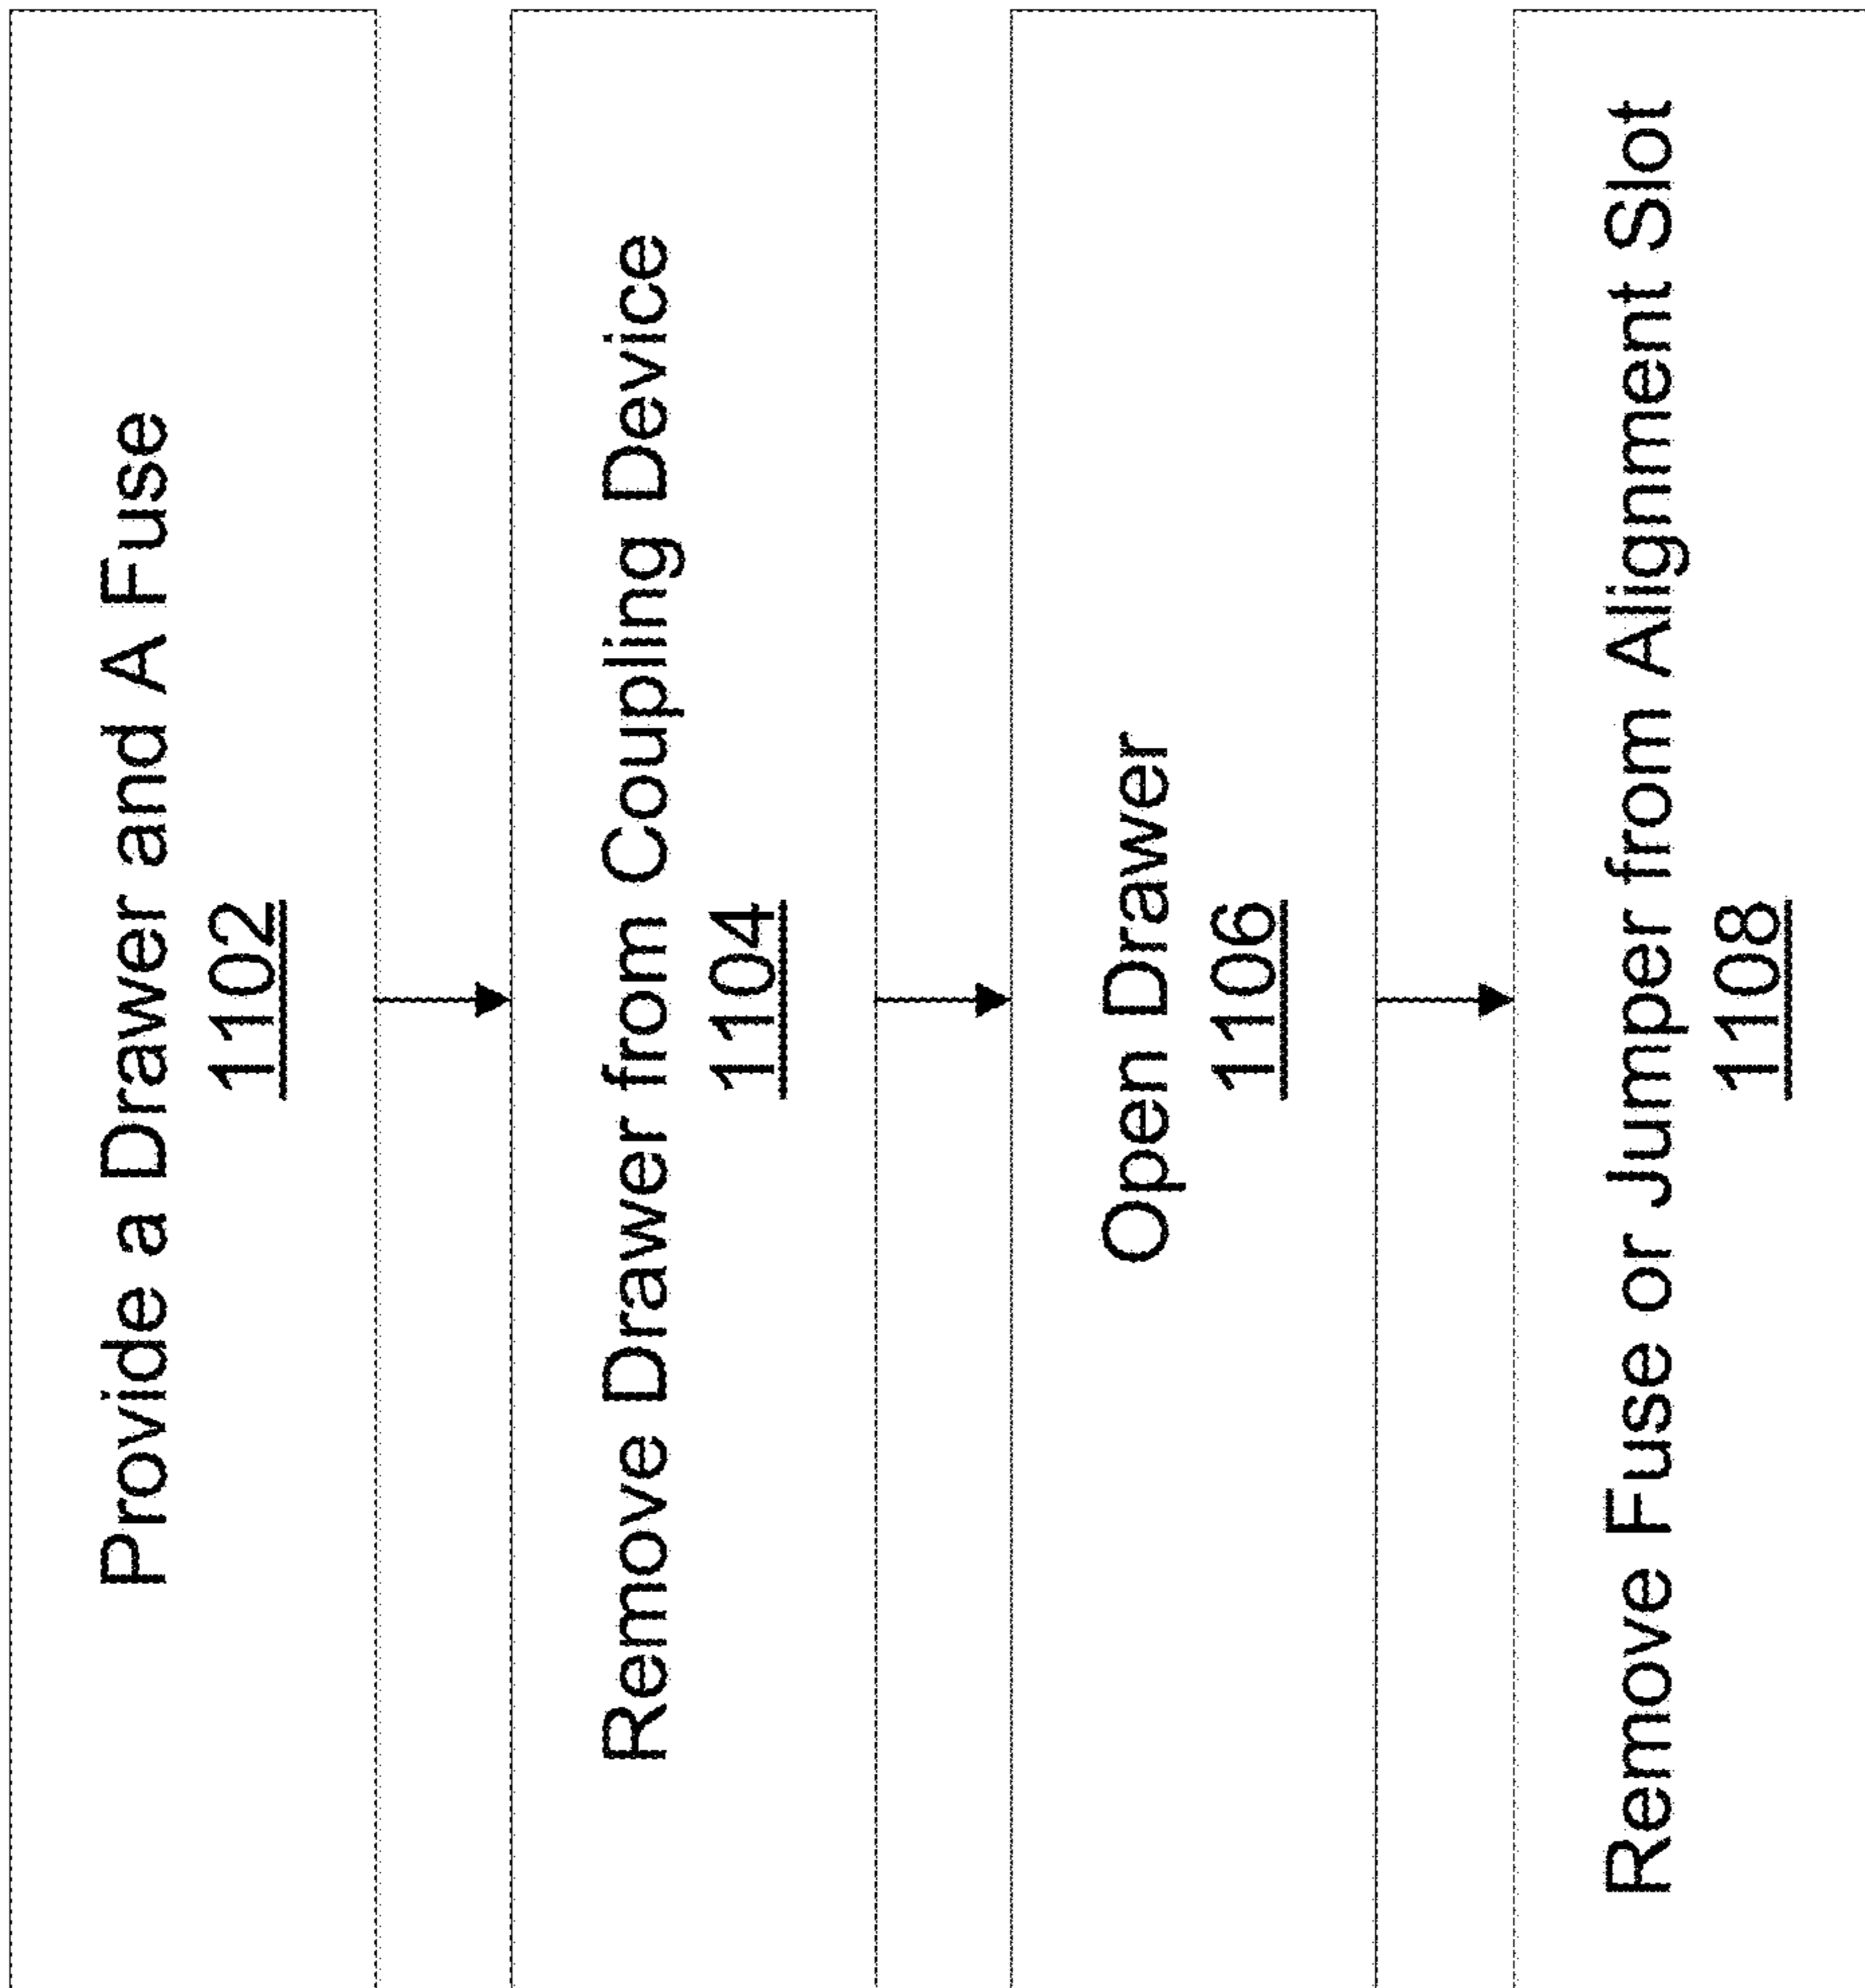 Provide a Drawer and A Fuse
1102
Remove Drawer from Coupling Device
1104
Open Drawer
1106
Remove Fuse or Jumper from Alignment Slot
1108